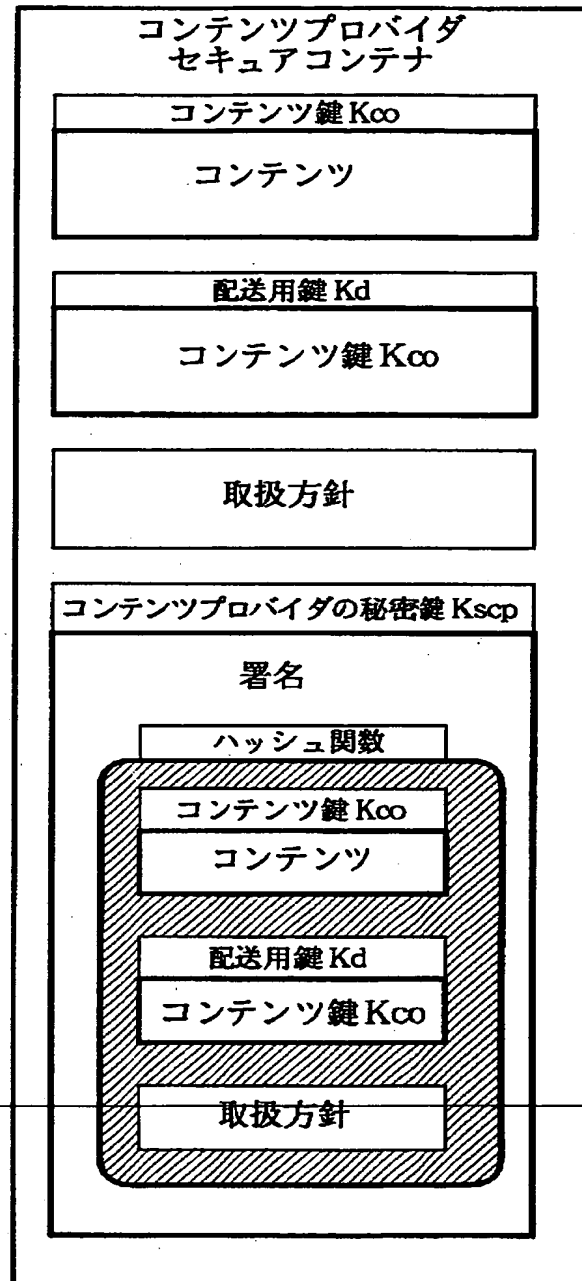 コンテンツプロバイダ
セキュアコンテナ
コンテンツ鍵Kco
コンテンツ
配送用鍵Kd
コンテンツ鍵Kco
取扱方針
コンテンツプロバイダの秘密鍵Kscp
署名
ハッシュ関数
コンテンツ鍵Kco
コンテンツ
配送用鍵Kd
コンテンツ鍵Kco
取扱方針